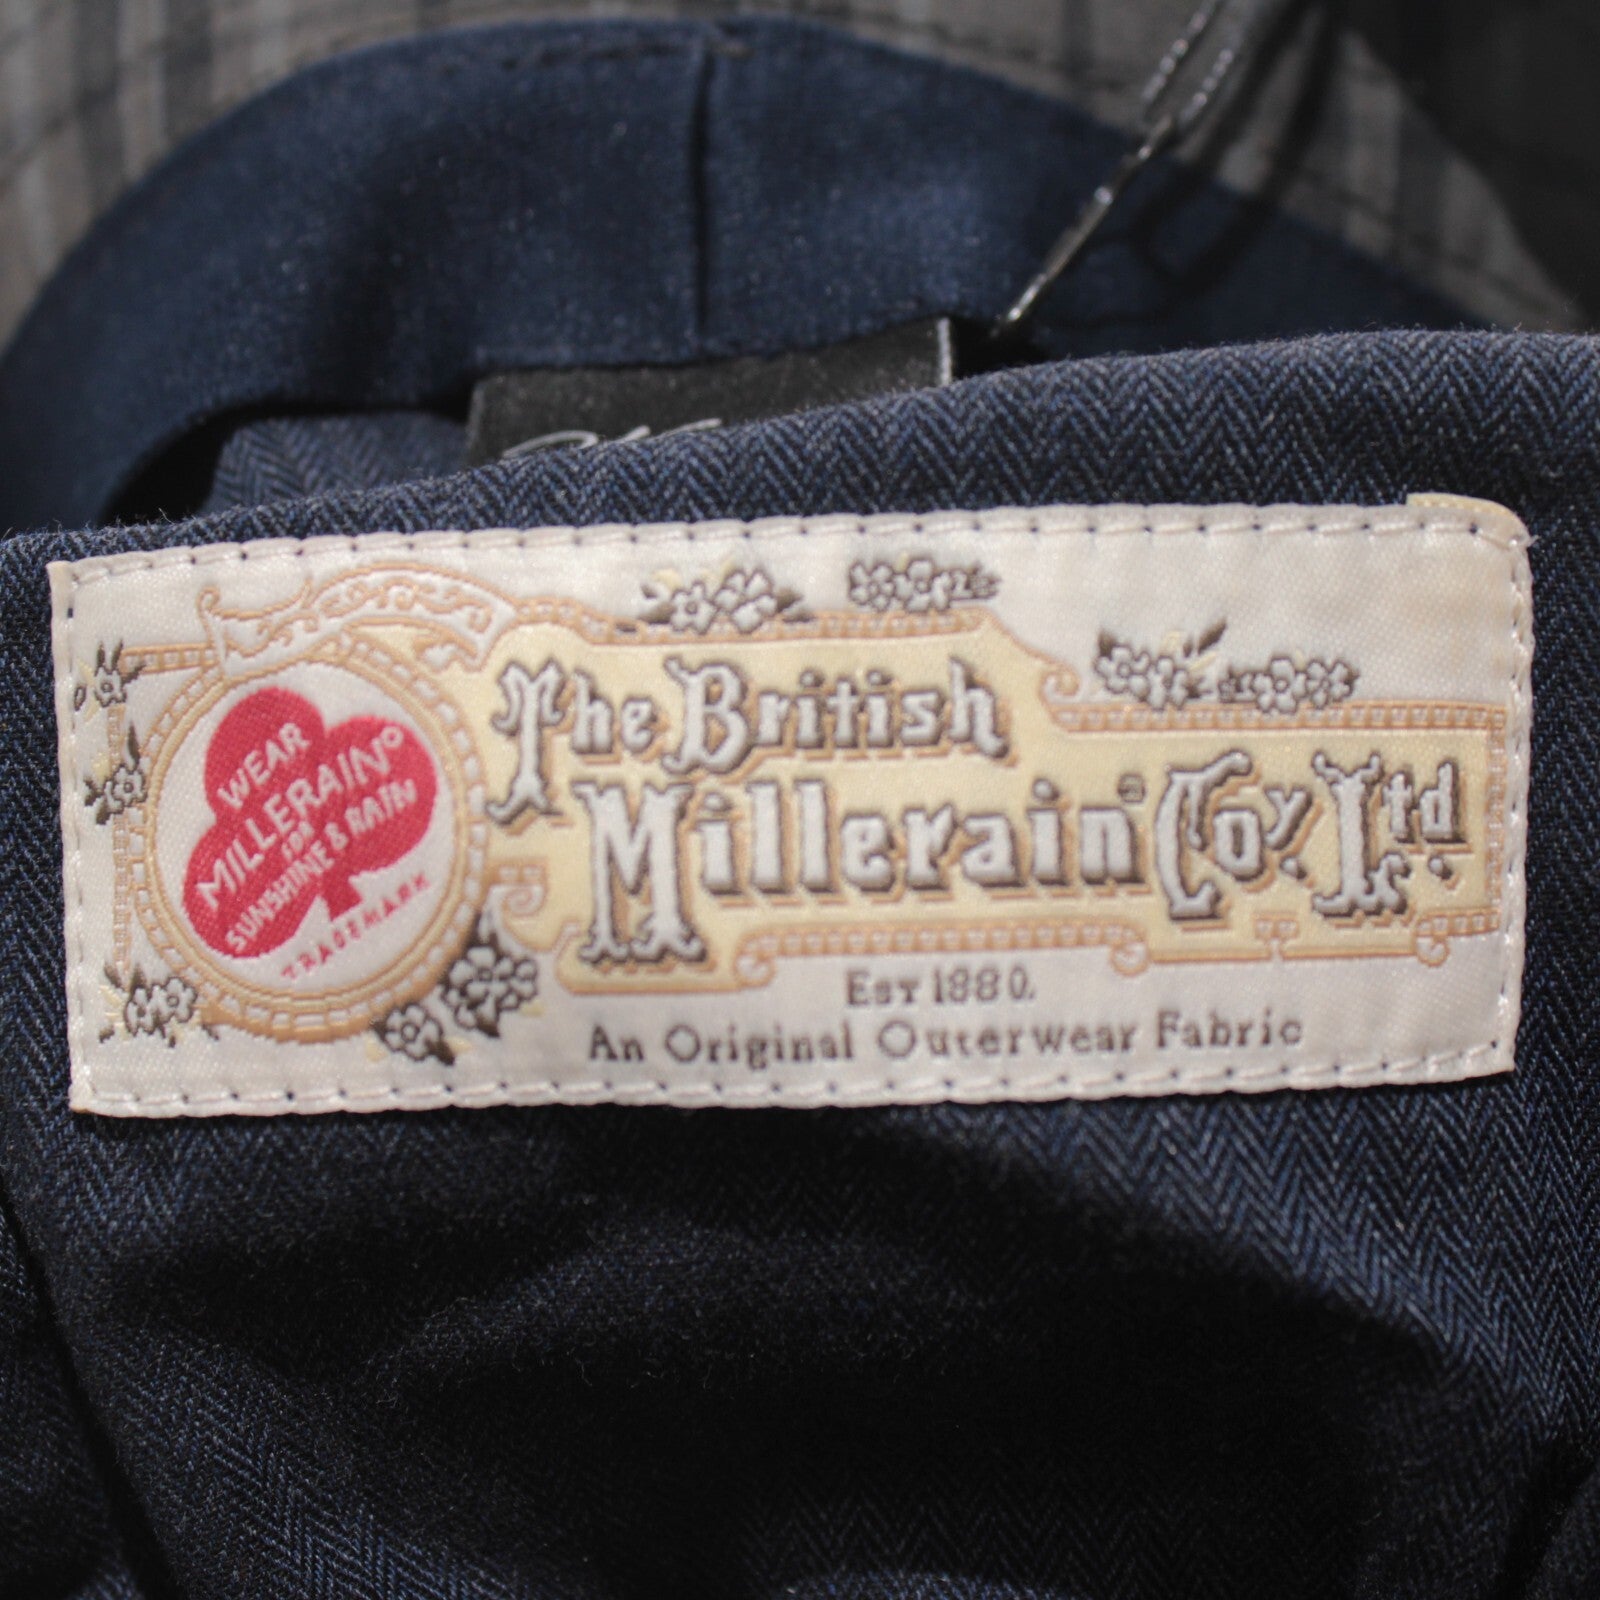 WEAR
MILLERAIN
FOR
SUNSHINE & RAIN
TRADEMARK
The British
Millerain® Coy. Ltd.
EST 1880.
An Original Outerwear Fabric